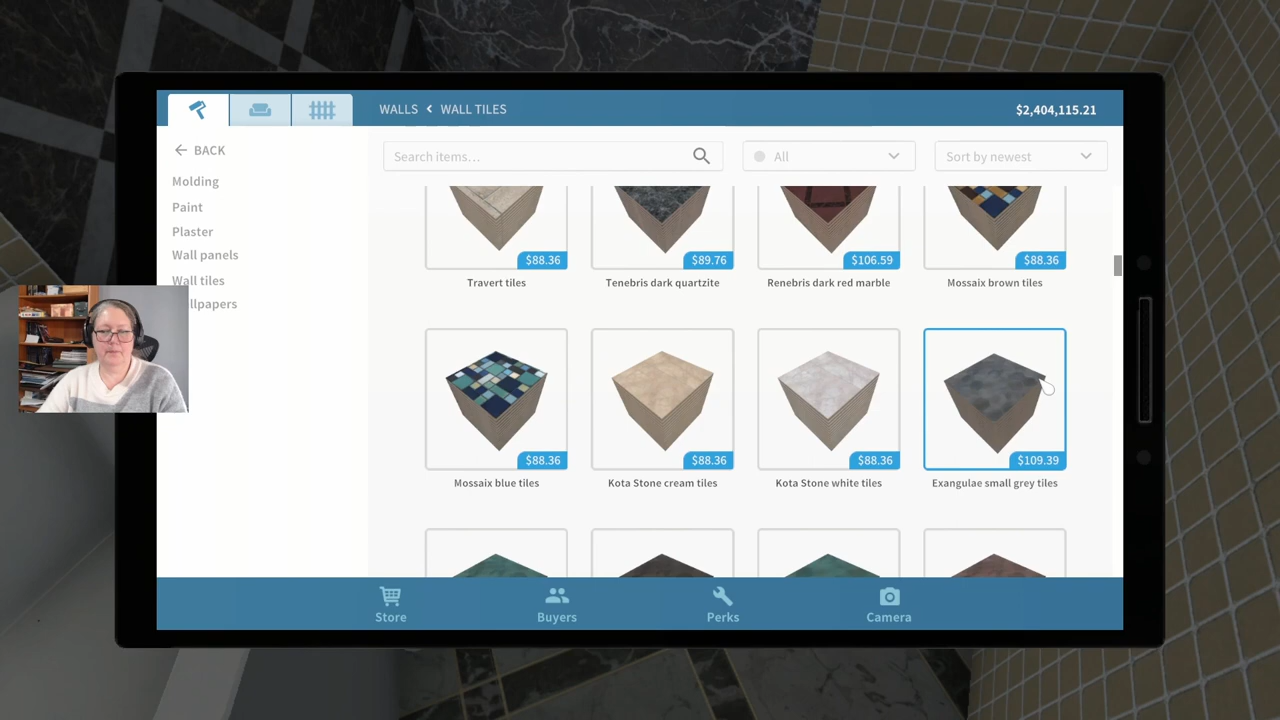 WALLS < WALL TILES
$2,404,115.21
BACK
Search items...
All
Sort by newest
Molding
Paint
Plaster
Wall panels
Wall tiles
llpapers
$88.36
$89.76
$106.59
$88.36
Travert tiles
Tenebris dark quartzite
Renebris dark red marble
Mossaix brown tiles
$88.36
$88.36
$88.36
$109.39
Mossaix blue tiles
Kota Stone cream tiles
Kota Stone white tiles
Exangulae small grey tiles
Store
Buyers
Perks
Camera